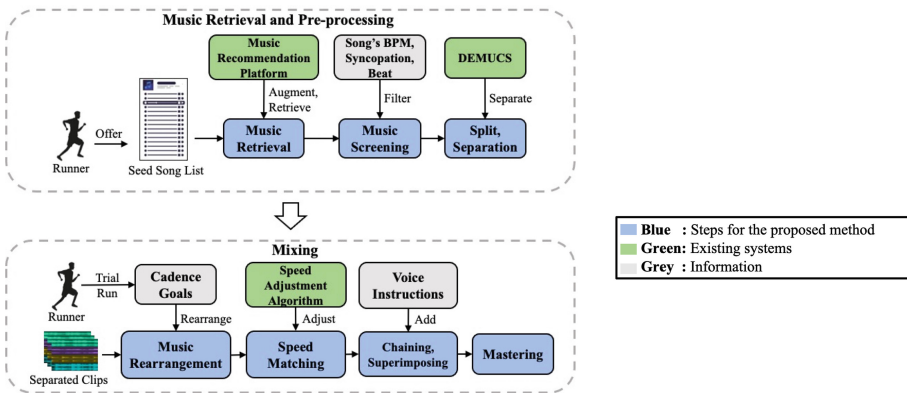 Music Retrieval and Pre-processing
Music
Recommendation
Platform
Song's BPM,
Syncopation,
Beat
DEMUCS
Augment,
Retrieve
Filter
Separate
Offer
Music
Retrieval
Music
Screening
Split,
Separation
Runner
Seed Song List
Mixing
Trial
Run
Cadence
Goals
Speed
Adjustment
Algorithm
Voice
Instructions
Runner
Rearrange
Adjust
Add
Music
Rearrangement
Speed
Matching
Chaining,
Superimposing
Mastering
Separated Clips
Blue : Steps for the proposed method
Green: Existing systems
Grey : Information